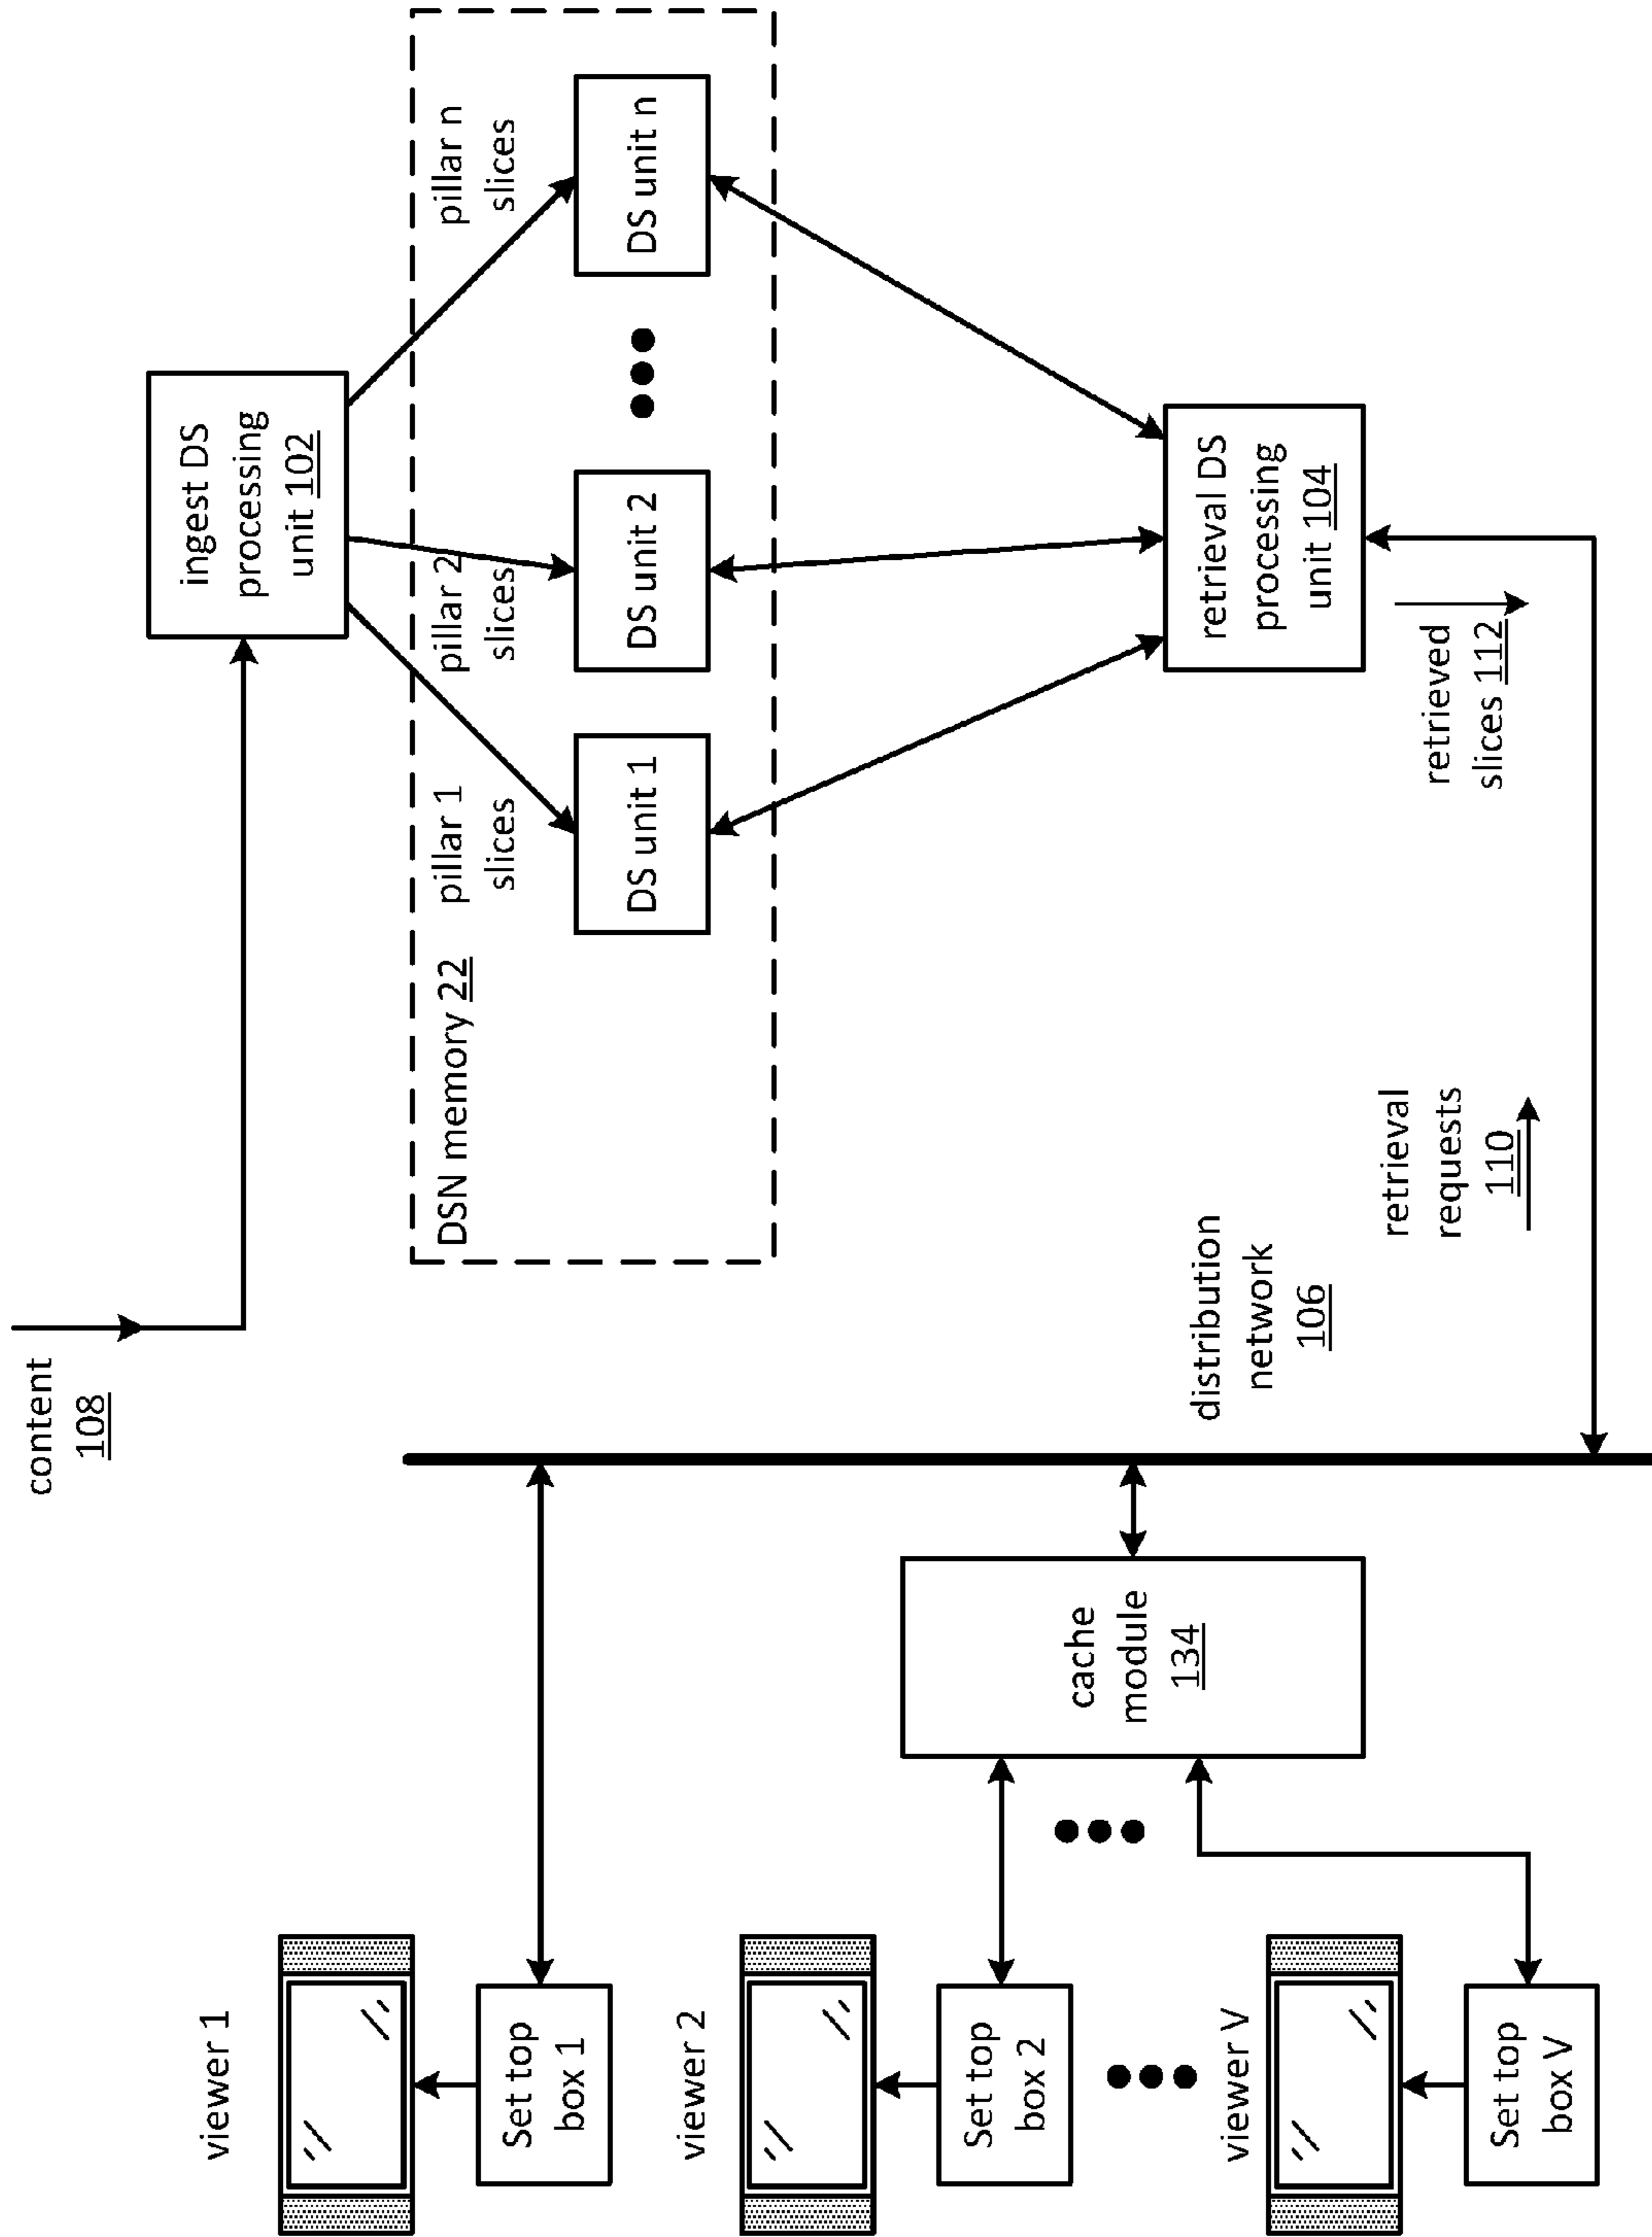 viewer 1
Set top
box 1
viewer 2
Set top
box 2
viewer V
Set top
box V
cache
module
134
content
108
distribution
network
106
retrieval
requests
110
DSN memory 22
pillar 1
slices
pillar 2
slices
pillar n
slices
DS unit 1
DS unit 2
DS unit n
ingest DS
processing
unit 102
retrieval DS
processing
unit 104
retrieved
slices 112